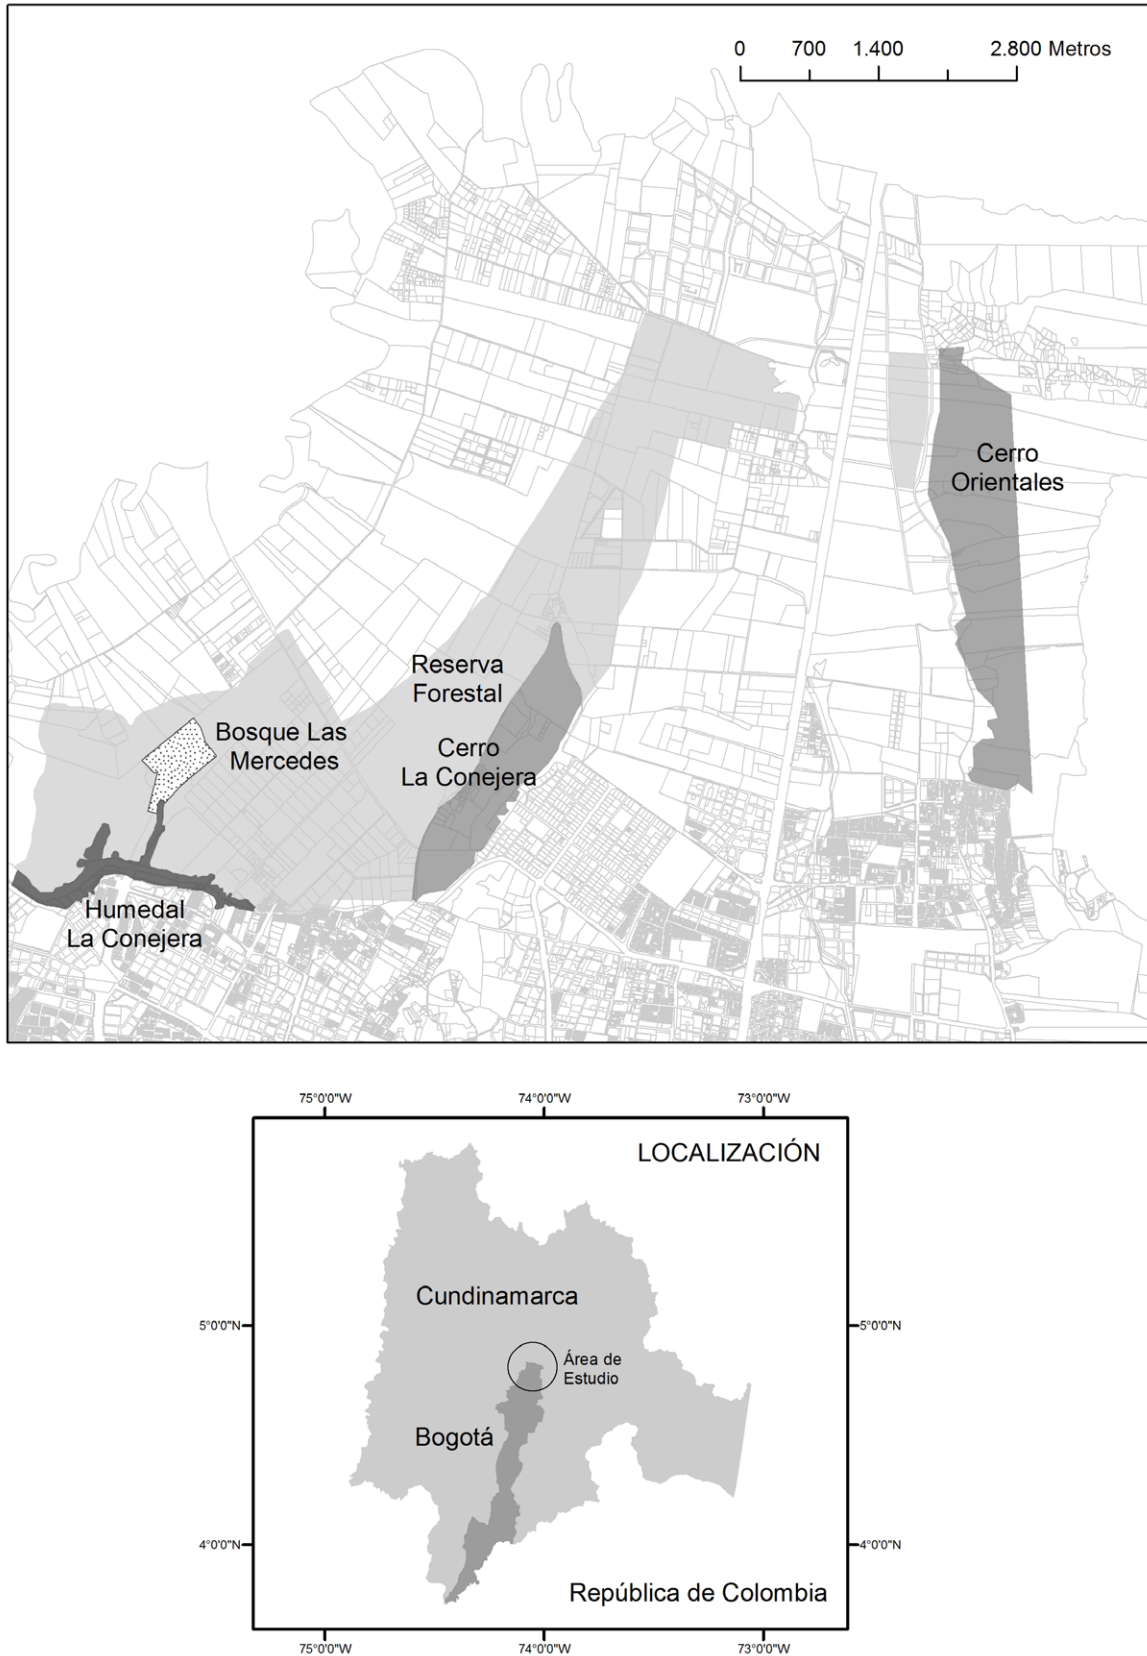 0 700 1.400 2.800 Metros
Cerro
Orientales
Reserva
Forestal
Bosque Las
Mercedes
Cerro
La Conejera
Humedal
La Conejera
75°0'0"W 74°0'0"W 73°0'0"W
LOCALIZACIÓN
Cundinamarca
5°0'0"N 5°0'0"N
Área de
Estudio
Bogotá
4°0'0"N 4°0'0"N
República de Colombia
75°0'0"W 74°0'0"W 73°0'0"W